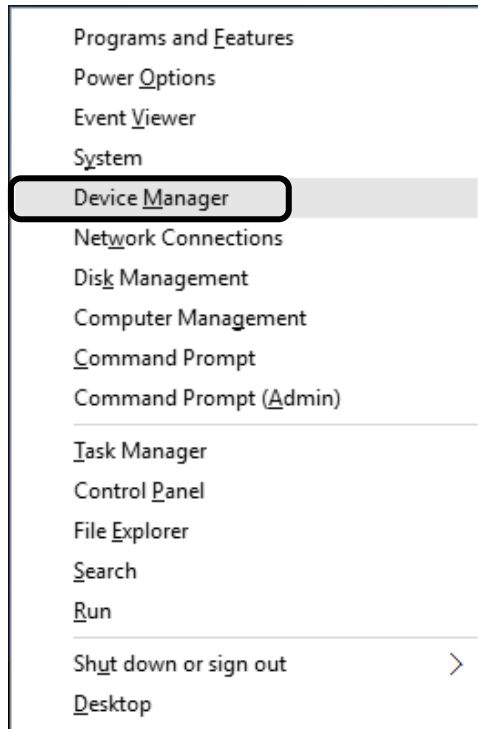 Programs and Features
Power Options
Event Viewer
System
Device Manager
Network Connections
Disk Management
Computer Management
Command Prompt
Command Prompt (Admin)
Task Manager
Control Panel
File Explorer
Search
Run
Shut down or sign out
Desktop